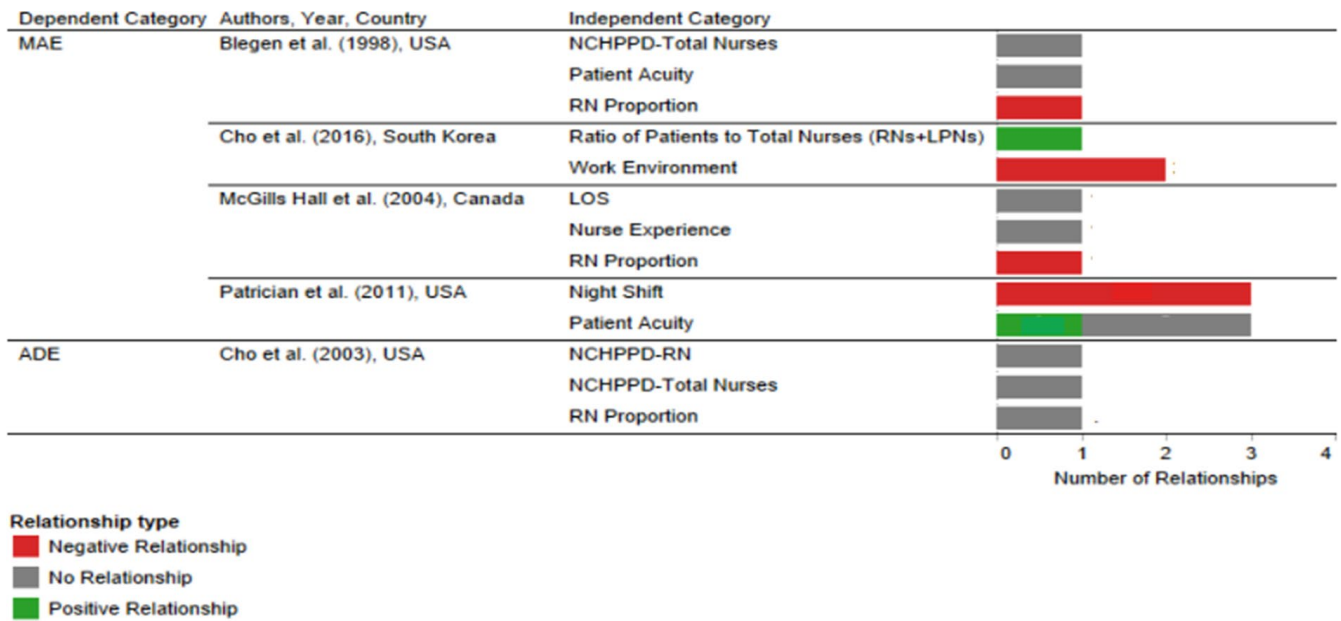 Dependent Category Authors, Year, Country Independent Category
MAE Blegen et al. (1998), USA NCHPPD-Total Nurses
Patient Acuity
RN Proportion
Cho et al. (2016), South Korea Ratio of Patients to Total Nurses (RNs+LPNs)
Work Environment
McGills Hall et al. (2004), Canada LOS
Nurse Experience
RN Proportion
Patrician et al. (2011), USA Night Shift
Patient Acuity
ADE Cho et al. (2003), USA NCHPPD-RN
NCHPPD-Total Nurses
RN Proportion
0 1 2 3 4
Number of Relationships
Relationship type
Negative Relationship
No Relationship
Positive Relationship